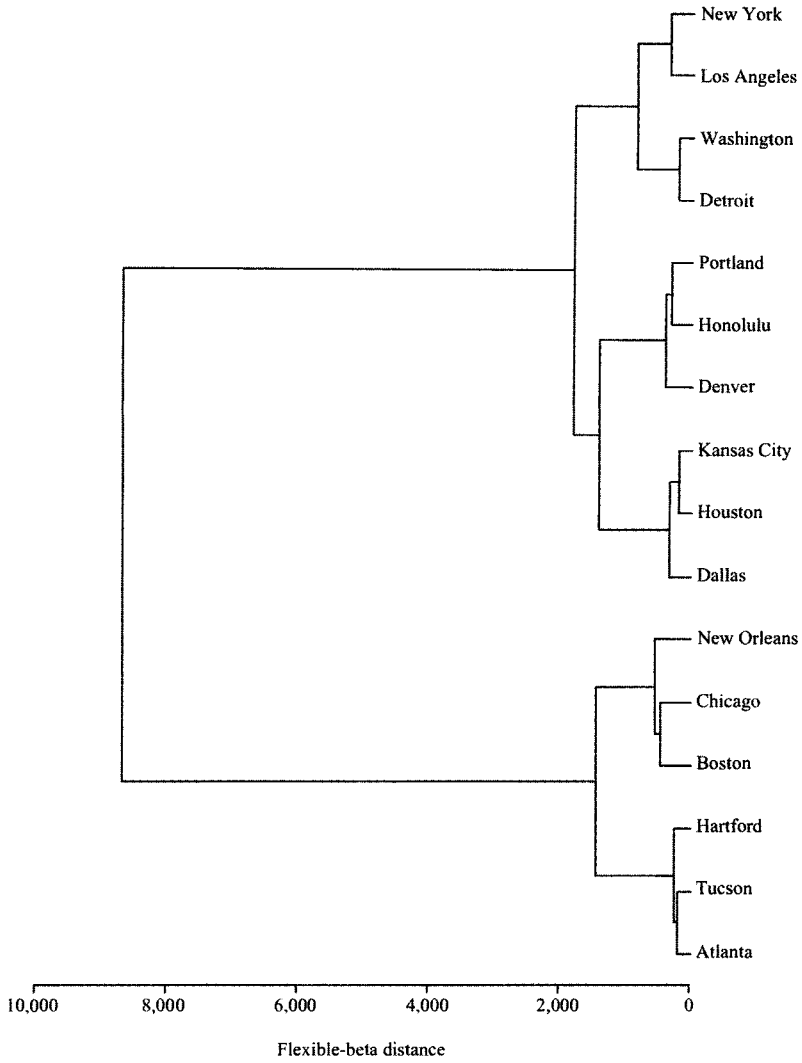 New York
Los Angeles
Washington
Detroit
Portland
Honolulu
Denver
Kansas City
Houston
Dallas
New Orleans
Chicago
Boston
Hartford
Tucson
Atlanta
10,000 8,000 6,000 4,000 2,000 0
Flexible-beta distance